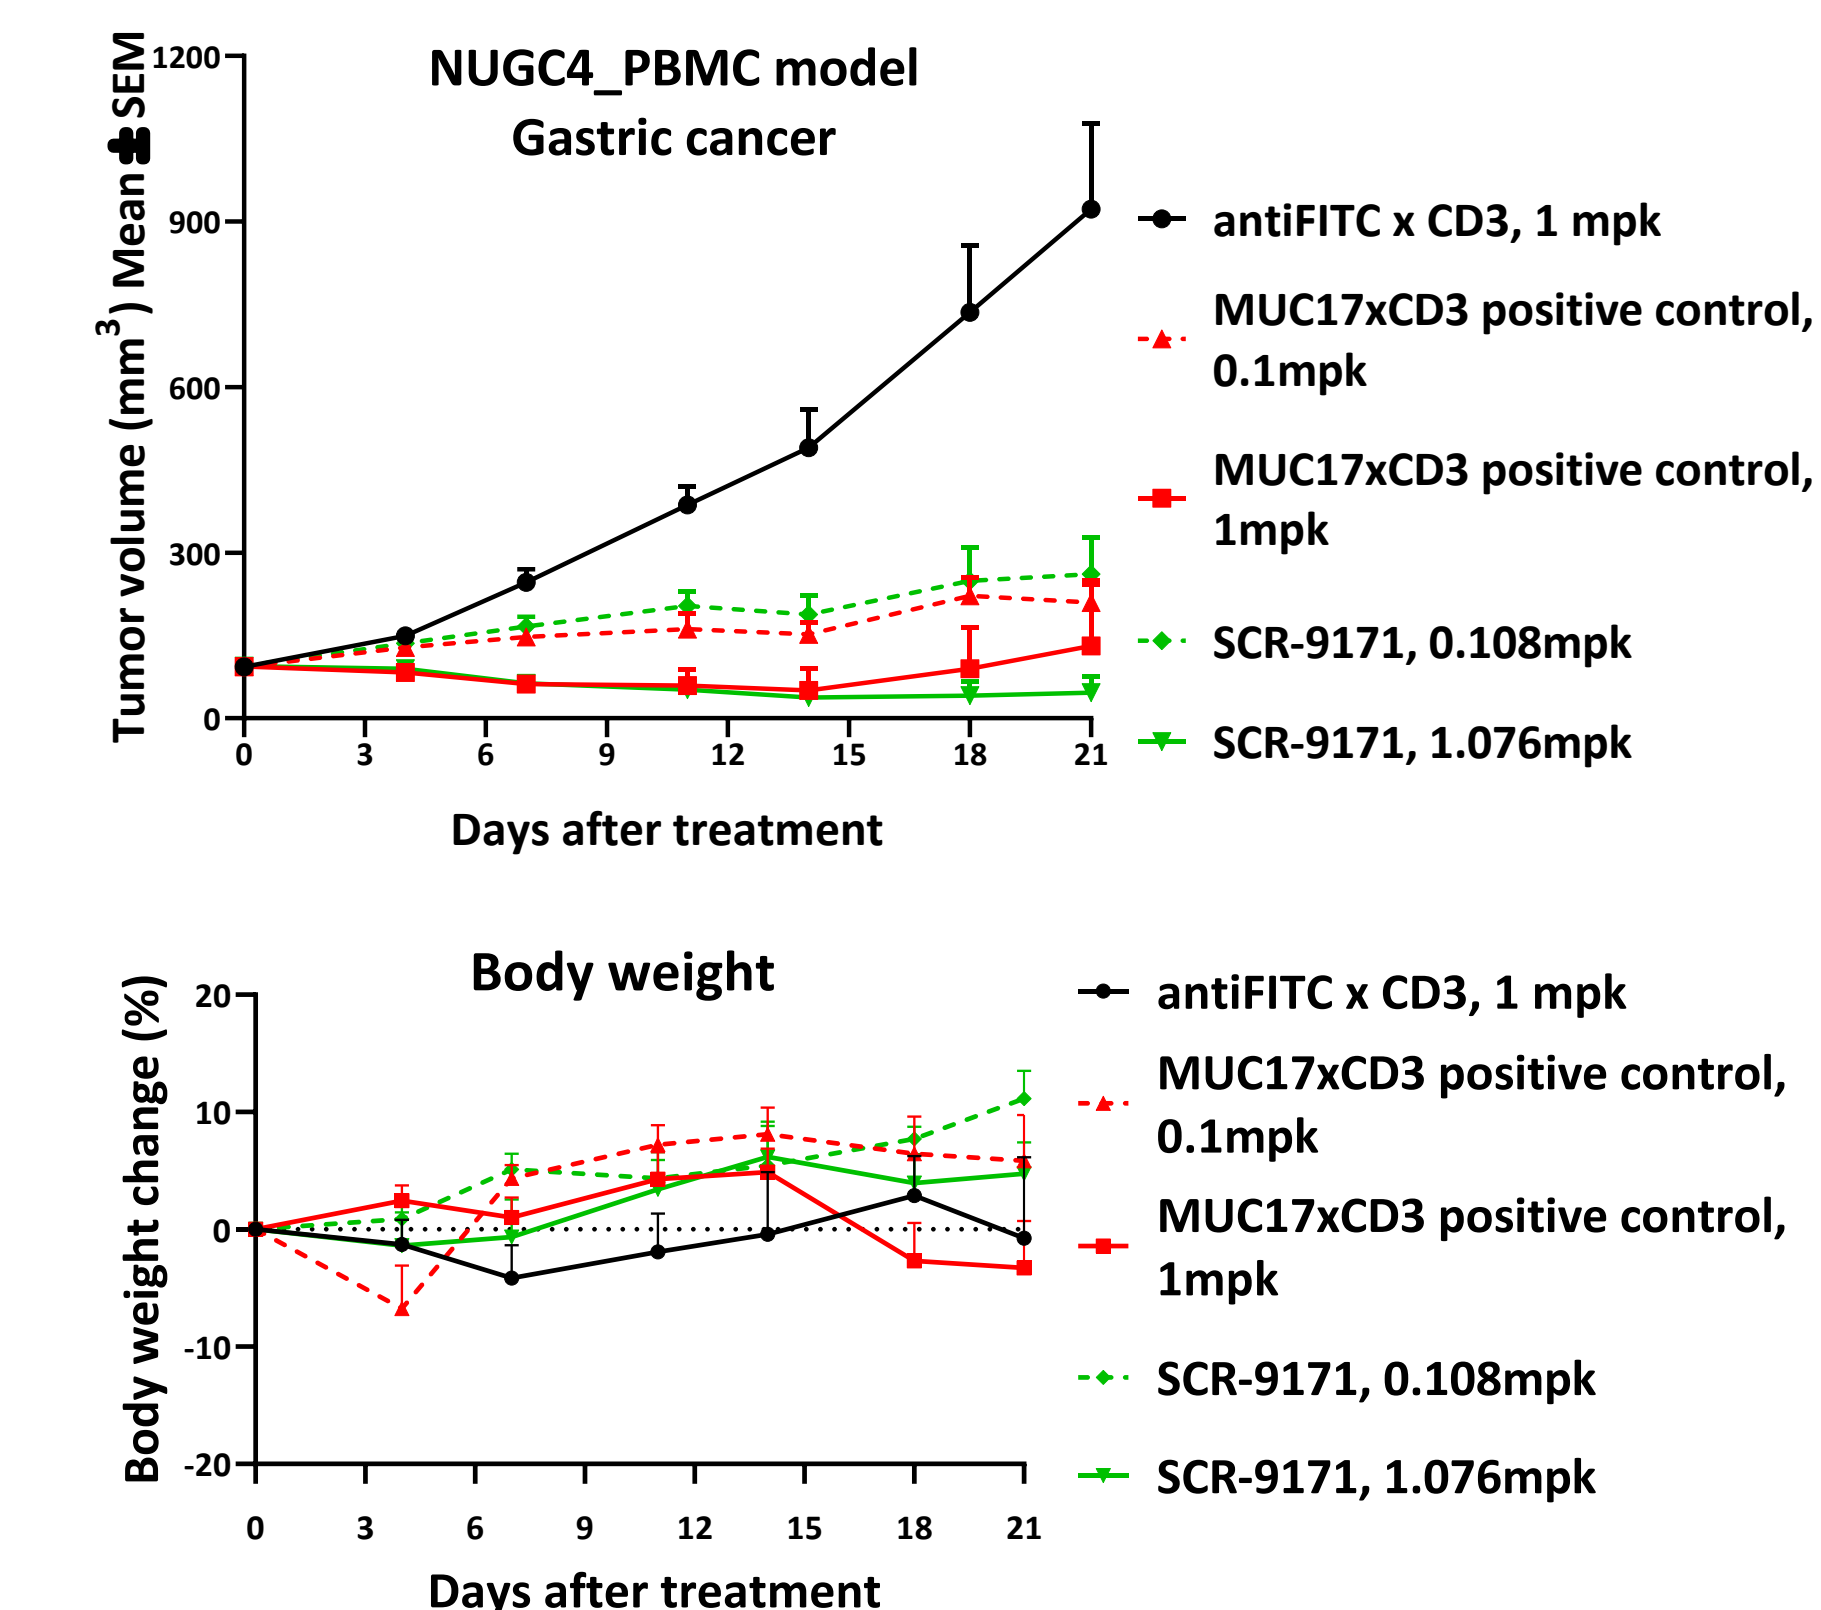 NUGC4_PBMC model
Gastric cancer
Tumor volume (mm³) Mean ± SEM
1200
900
600
300
0
0 3 6 9 12 15 18 21
Days after treatment
antiFITC x CD3, 1 mpk
MUC17xCD3 positive control,
0.1mpk
MUC17xCD3 positive control,
1mpk
SCR-9171, 0.108mpk
SCR-9171, 1.076mpk
Body weight
Body weight change (%)
20
10
0
-10
-20
0 3 6 9 12 15 18 21
Days after treatment
antiFITC x CD3, 1 mpk
MUC17xCD3 positive control,
0.1mpk
MUC17xCD3 positive control,
1mpk
SCR-9171, 0.108mpk
SCR-9171, 1.076mpk